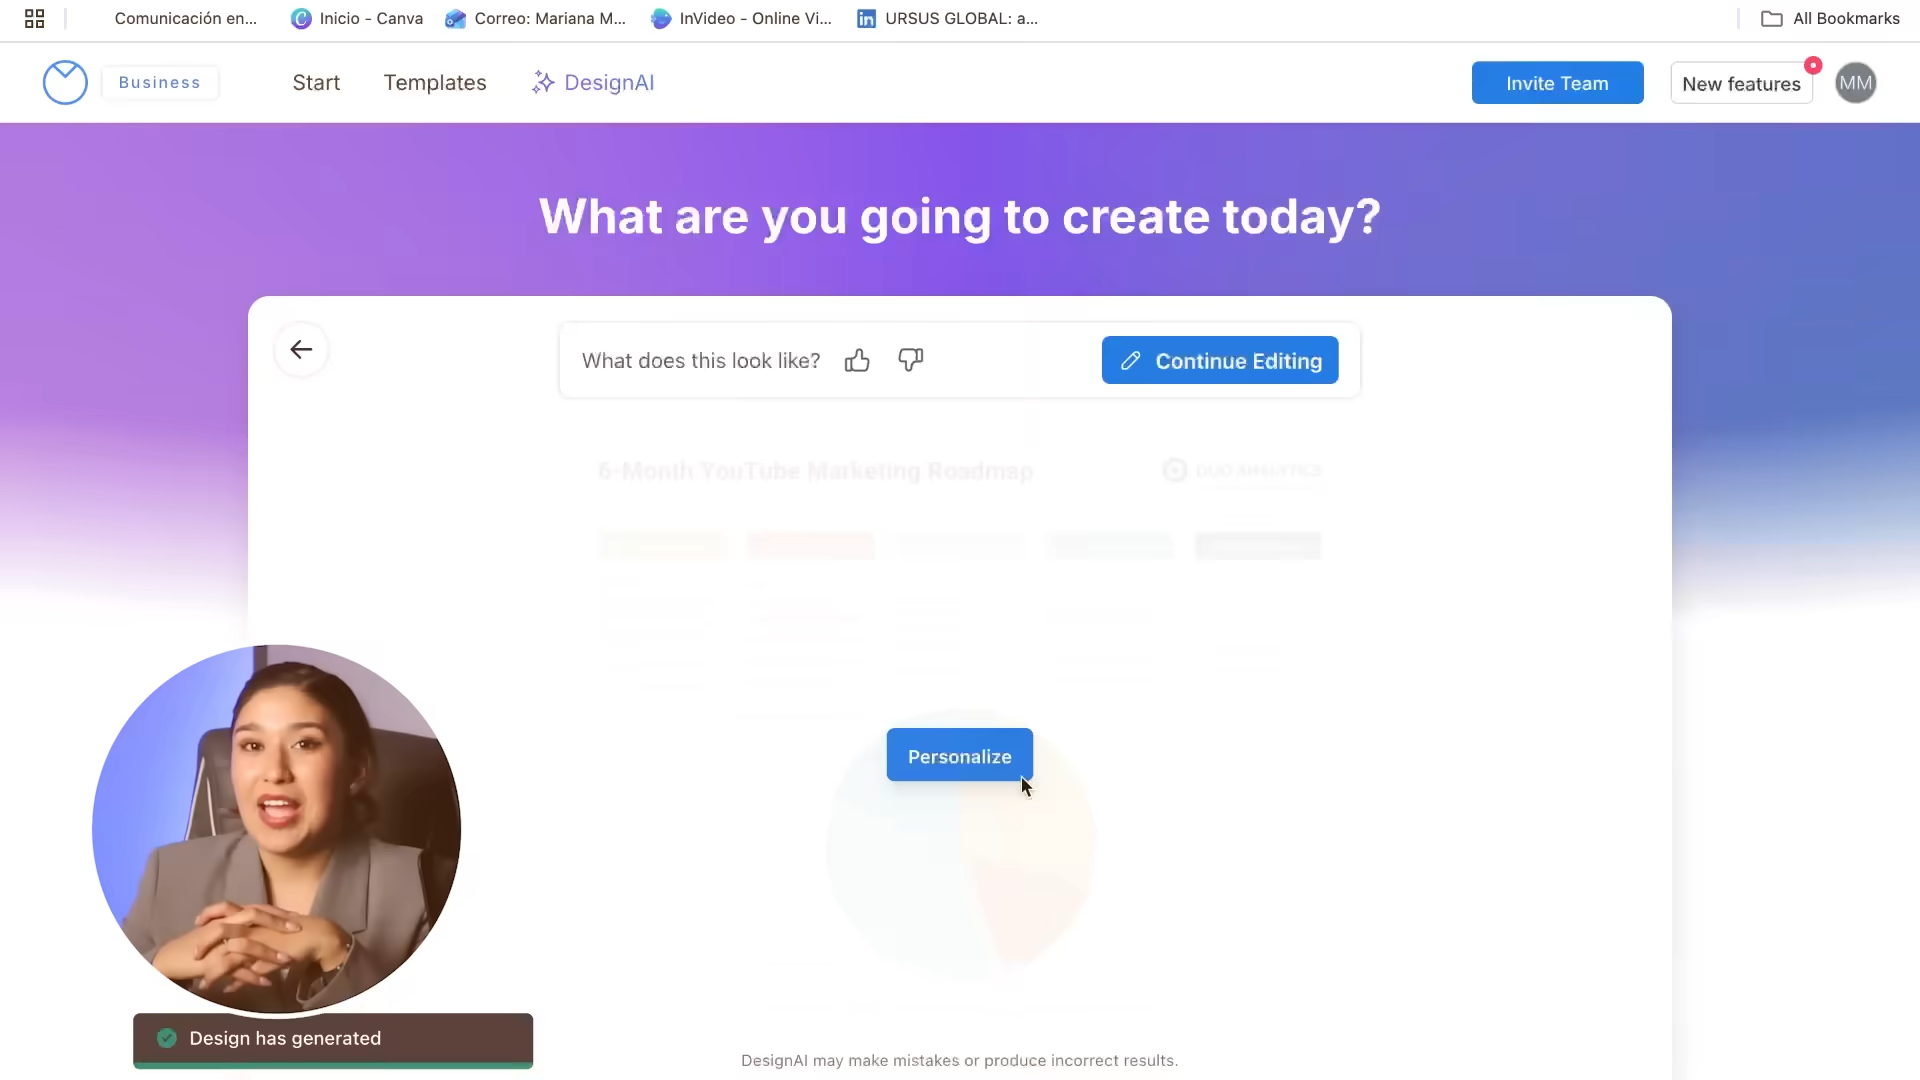 Comunicación en...
Inicio - Canva
Correo: Mariana M...
InVideo - Online Vi...
URSUS GLOBAL: a...
All Bookmarks
Business
Start
Templates
DesignAI
Invite Team
New features
MM
What are you going to create today?
What does this look like?
Continue Editing
6-Month YouTube Marketing Roadmap
DUO ANALYTICS
Personalize
Design has generated
DesignAI may make mistakes or produce incorrect results.